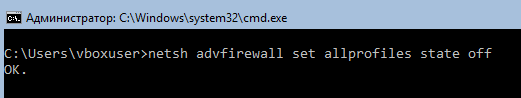 Администратор: C:\Windows\system32\cmd.exe
C:\Users\vboxuser>netsh advfirewall set allprofiles state off
OK.